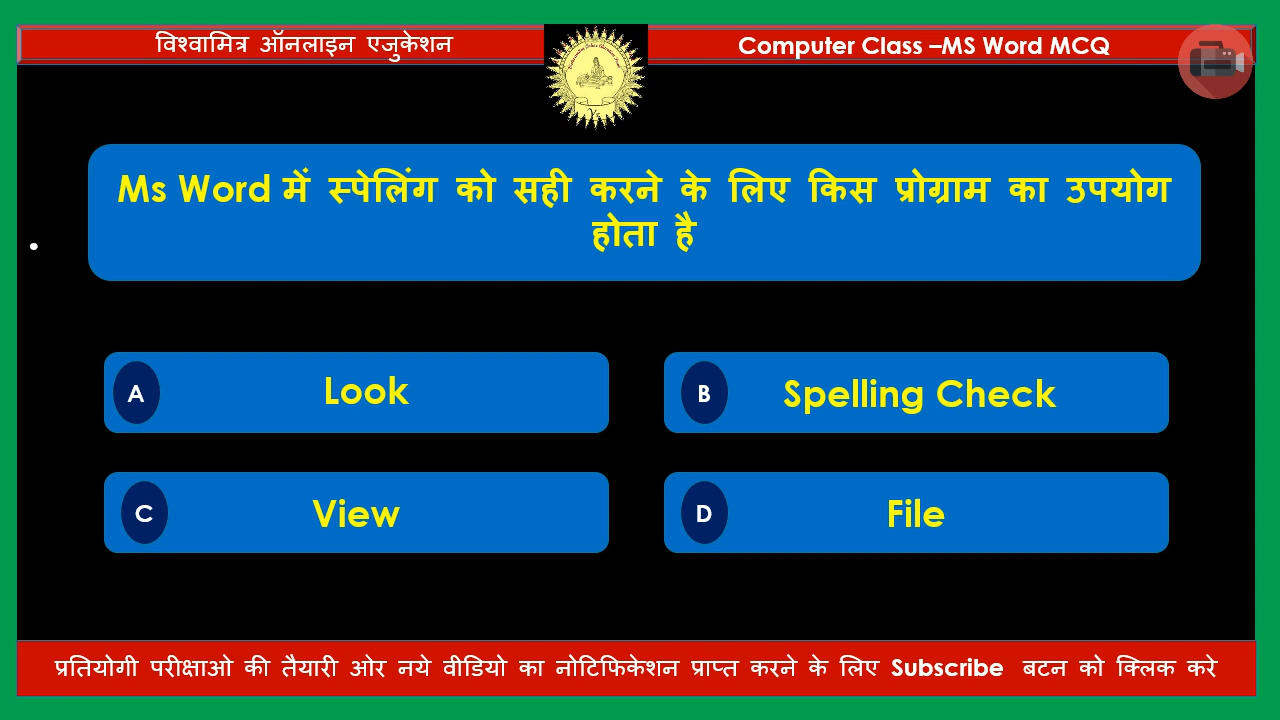 विश्वामित्र ऑनलाइन एजुकेशन
Computer Class –MS Word MCQ
Ms Word में स्पेलिंग को सही करने के लिए किस प्रोग्राम का उपयोग
होता है
A Look
B Spelling Check
C View
D File
प्रतियोगी परीक्षाओ की तैयारी ओर नये वीडियो का नोटिफिकेशन प्राप्त करने के लिए Subscribe बटन को क्लिक करे